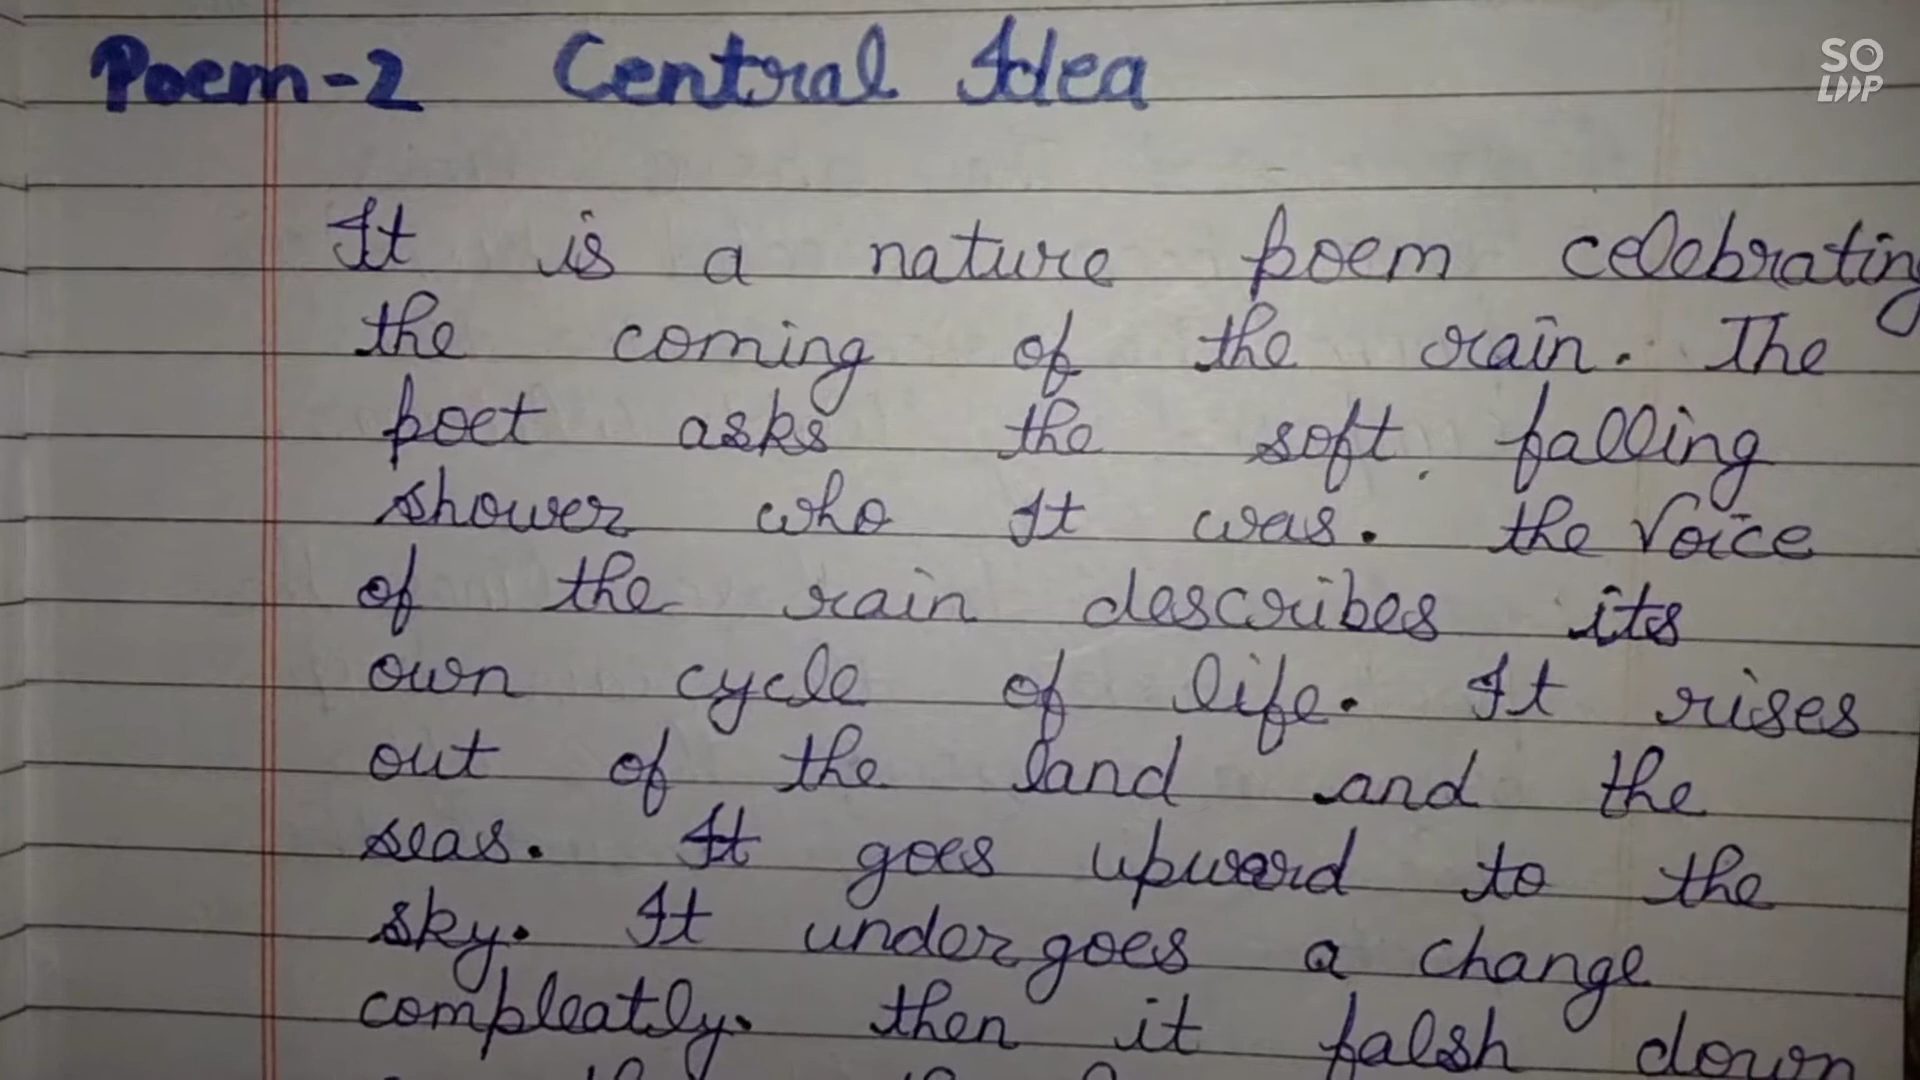 Poem-2 Central Idea
SO
LOOP
It is a nature poem celebrating
the coming of the rain. The
poet asks the soft falling
shower who It was. the Voice
of the rain describes its
own cycle of life. It rises
out of the land and the
seas. It goes upward to the
sky. It undergoes a change
compleatly. then it falsh down